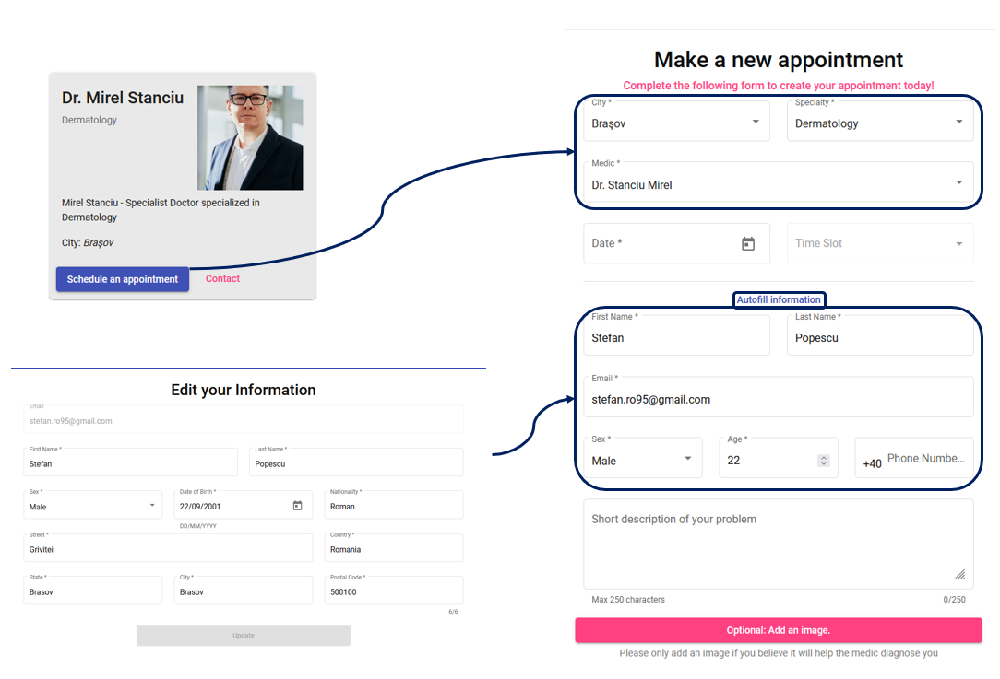 Dr. Mirel Stanciu
Dermatology
Mirel Stanciu - Specialist Doctor specialized in
Dermatology
City: Braşov
Schedule an appointment
Contact
Edit your Information
Email
stefan.ro95@gmail.com
First Name *
Last Name *
Stefan
Popescu
Sex *
Date of Birth *
Nationality *
Male
22/09/2001
Roman
DD/MM/YYYY
Street *
Country *
Grivitei
Romania
State *
City *
Postal Code *
Brasov
Brasov
500100
6/6
Update
Make a new appointment
Complete the following form to create your appointment today!
City *
Specialty *
Braşov
Dermatology
Medic *
Dr. Stanciu Mirel
Date *
Time Slot
Autofill information
First Name *
Last Name *
Stefan
Popescu
Email *
stefan.ro95@gmail.com
Sex *
Age *
Male
22
+40
Phone Numbe...
Short description of your problem
Max 250 characters
0/250
Optional: Add an image.
Please only add an image if you believe it will help the medic diagnose you